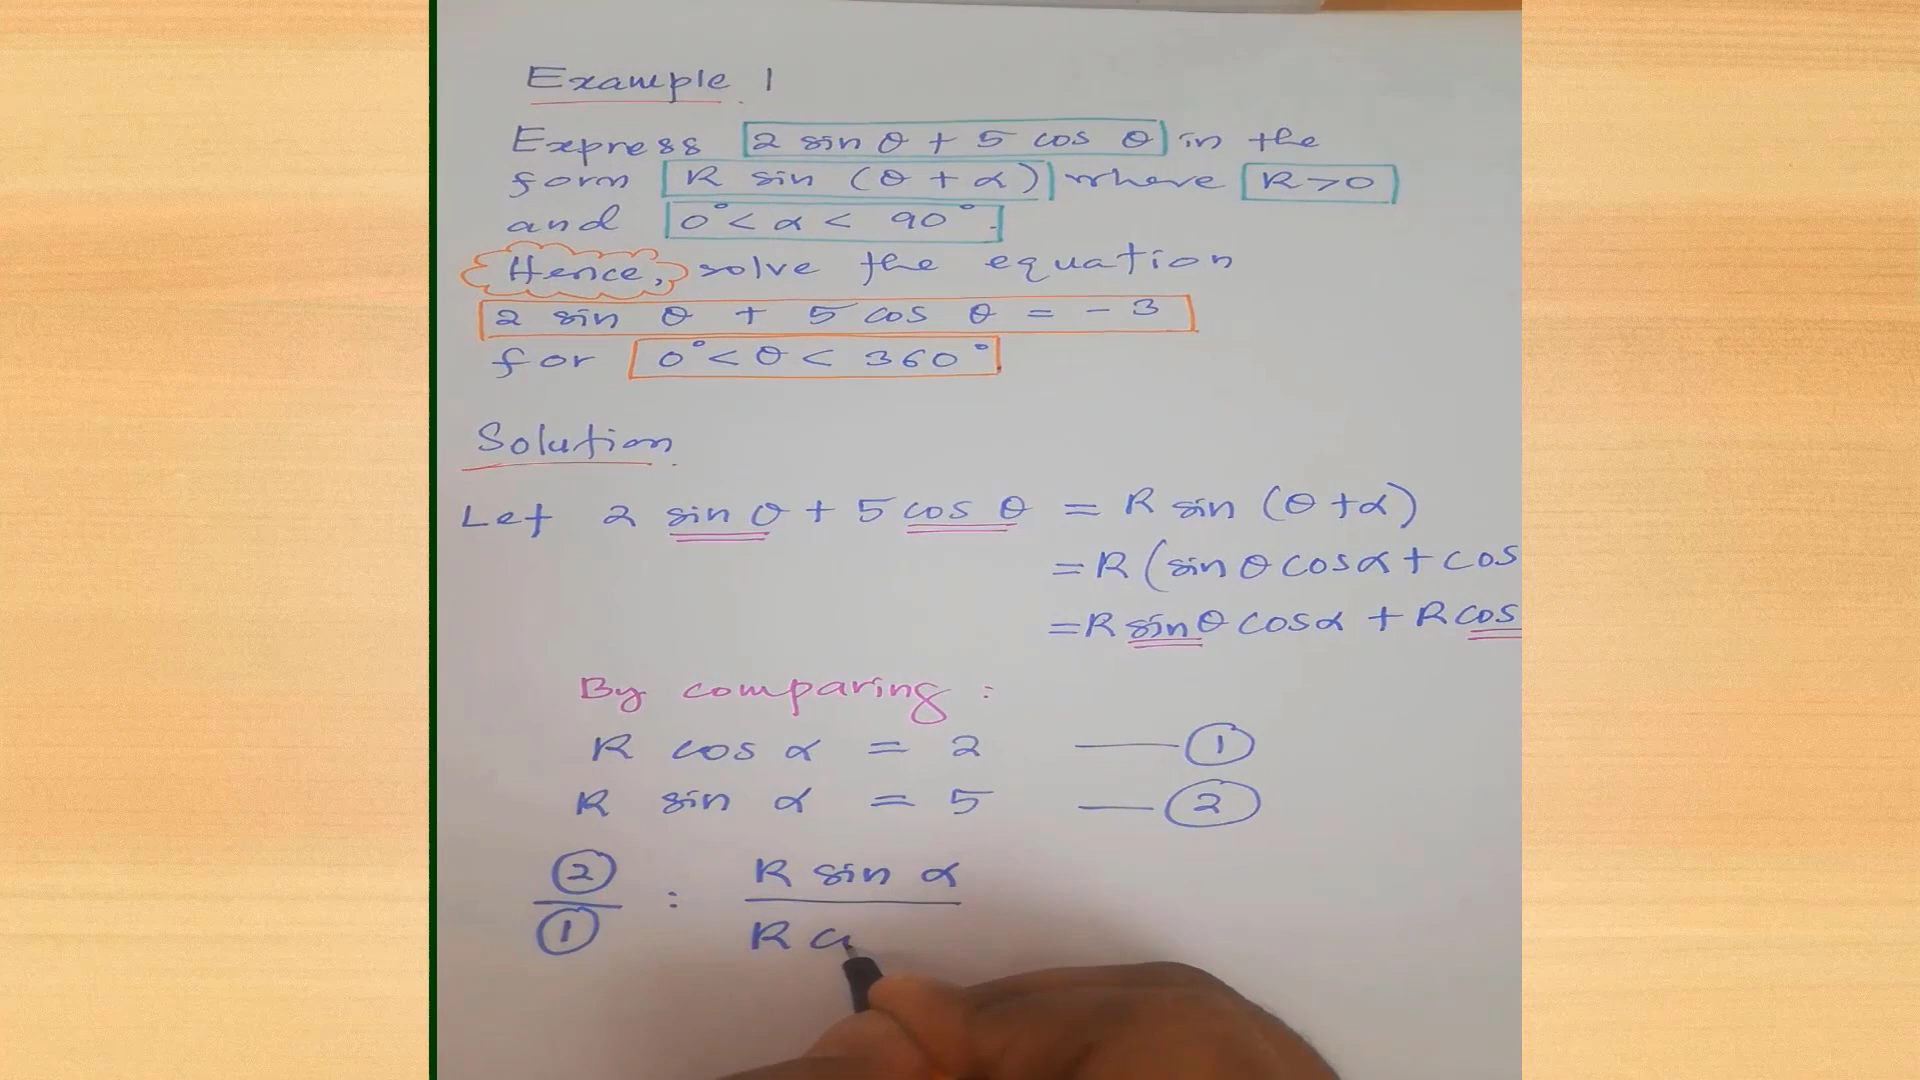 Example 1
Express 2 sin θ + 5 cos θ in the
form R sin (θ + α) where R > 0
and 0° < α < 90°.
Hence, solve the equation
2 sin θ + 5 cos θ = - 3
for 0° < θ < 360°.
Solution
Let 2 sin θ + 5 cos θ = R sin (θ + α)
= R (sin θ cos α + cos
= R sin θ cos α + R cos
By comparing :
R cos α = 2 —— ①
R sin α = 5 —— ②
②/① : R sin α
R c